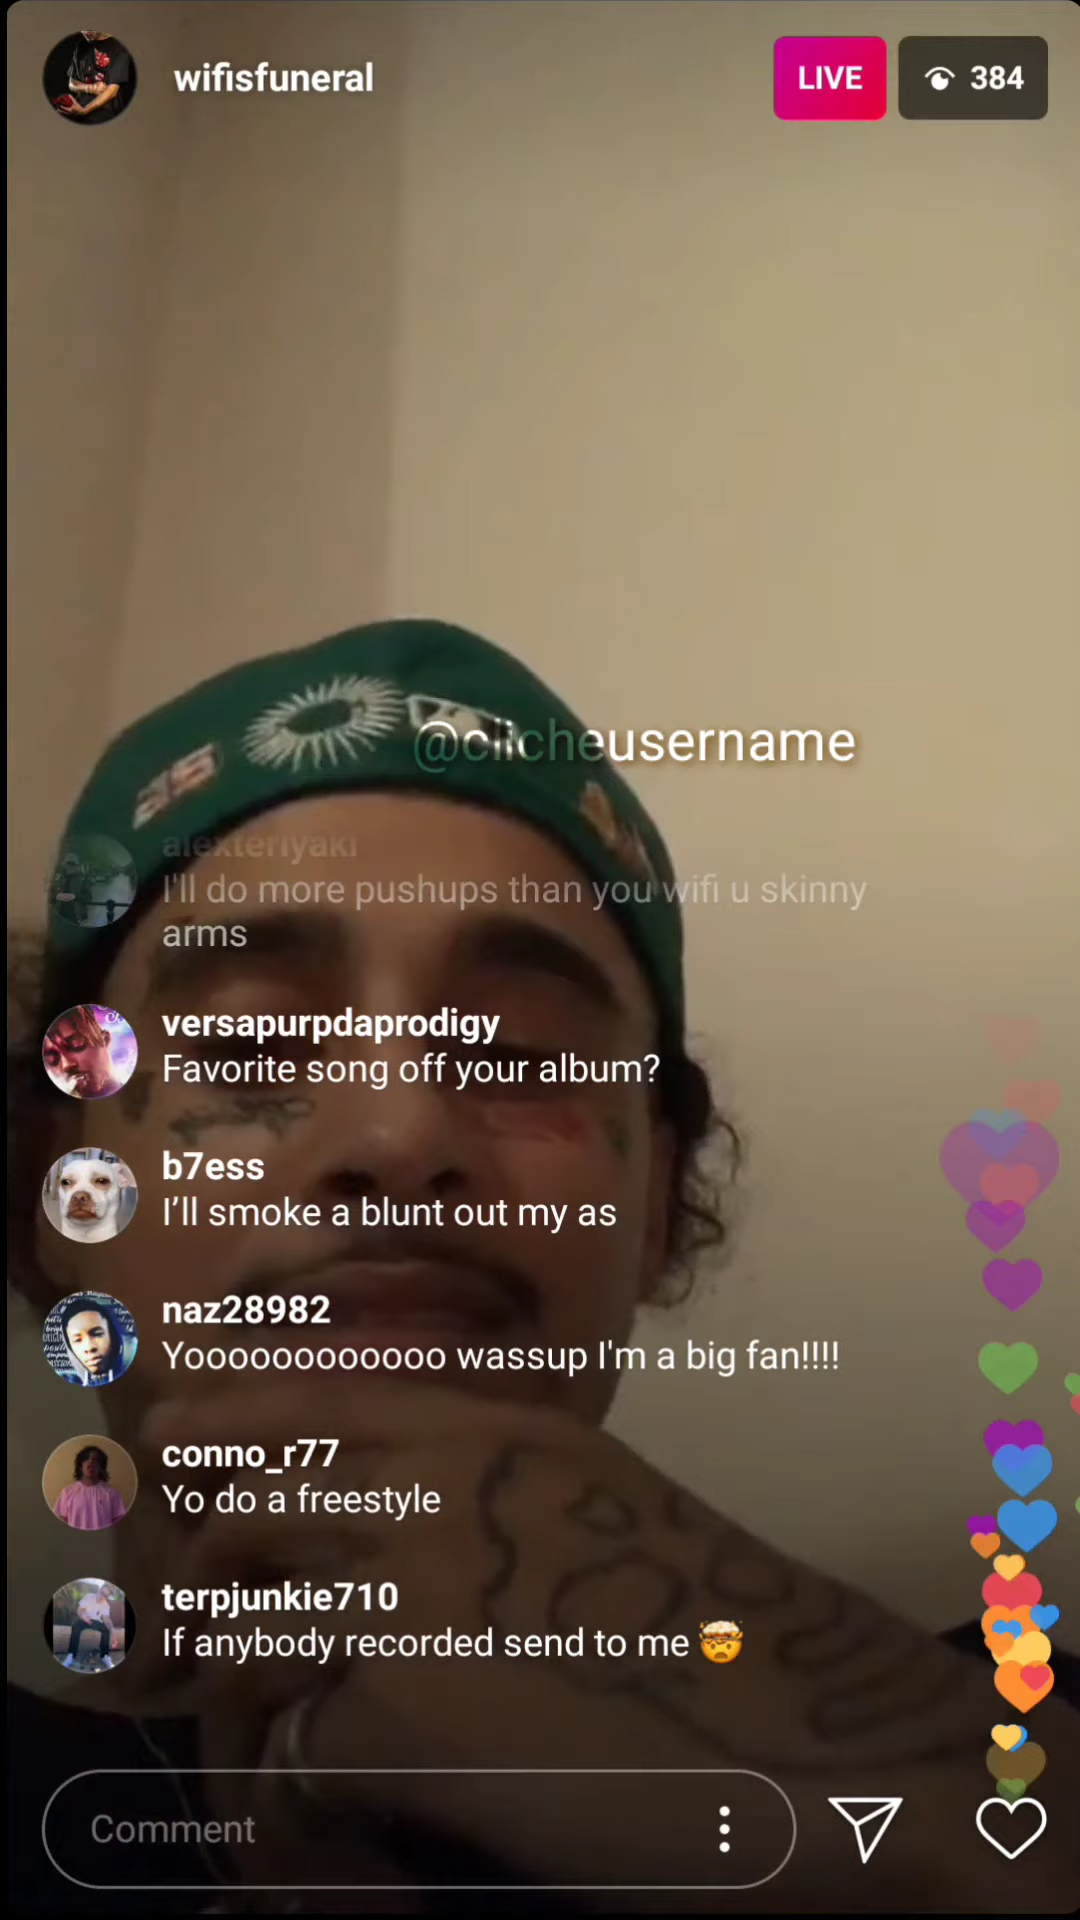 wifisfuneral
LIVE
384
@clicheusername
alexteriyaki
I'll do more pushups than you wifi u skinny
arms
versapurpdaprodigy
Favorite song off your album?
b7ess
I’ll smoke a blunt out my as
naz28982
Yoooooooooooo wassup I'm a big fan!!!!
conno_r77
Yo do a freestyle
terpjunkie710
If anybody recorded send to me 🤯
Comment